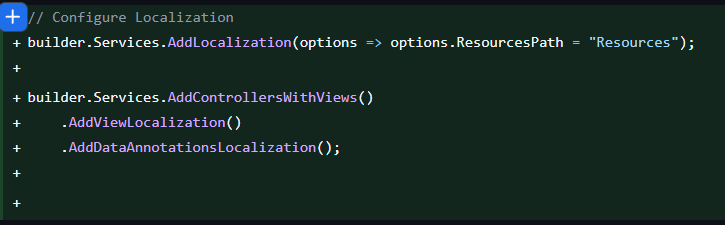 // Configure Localization
+ builder.Services.AddLocalization(options => options.ResourcesPath = "Resources");
+
+ builder.Services.AddControllersWithViews()
+     .AddViewLocalization()
+     .AddDataAnnotationsLocalization();
+
+